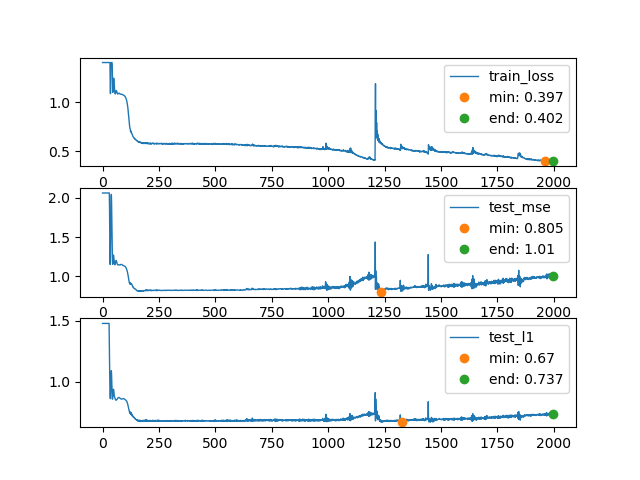 1.0
0.5
train_loss
min: 0.397
end: 0.402
0 250 500 750 1000 1250 1500 1750 2000
2.0
1.5
1.0
test_mse
min: 0.805
end: 1.01
0 250 500 750 1000 1250 1500 1750 2000
1.5
1.0
test_l1
min: 0.67
end: 0.737
0 250 500 750 1000 1250 1500 1750 2000